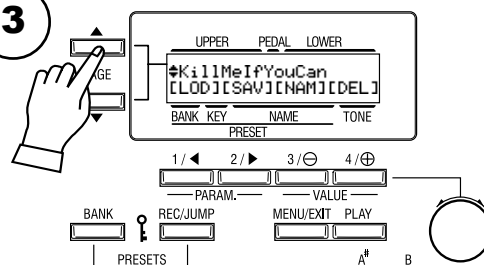 3
UPPER PEDAL LOWER
AGE
KillMeIfYouCan
[LOD][SAV][NAM][DEL]
BANK KEY NAME TONE
PRESET
1/◀ 2/▶ 3/⊖ 4/⊕
PARAM. VALUE
BANK REC/JUMP MENU/EXIT PLAY
PRESETS A# B